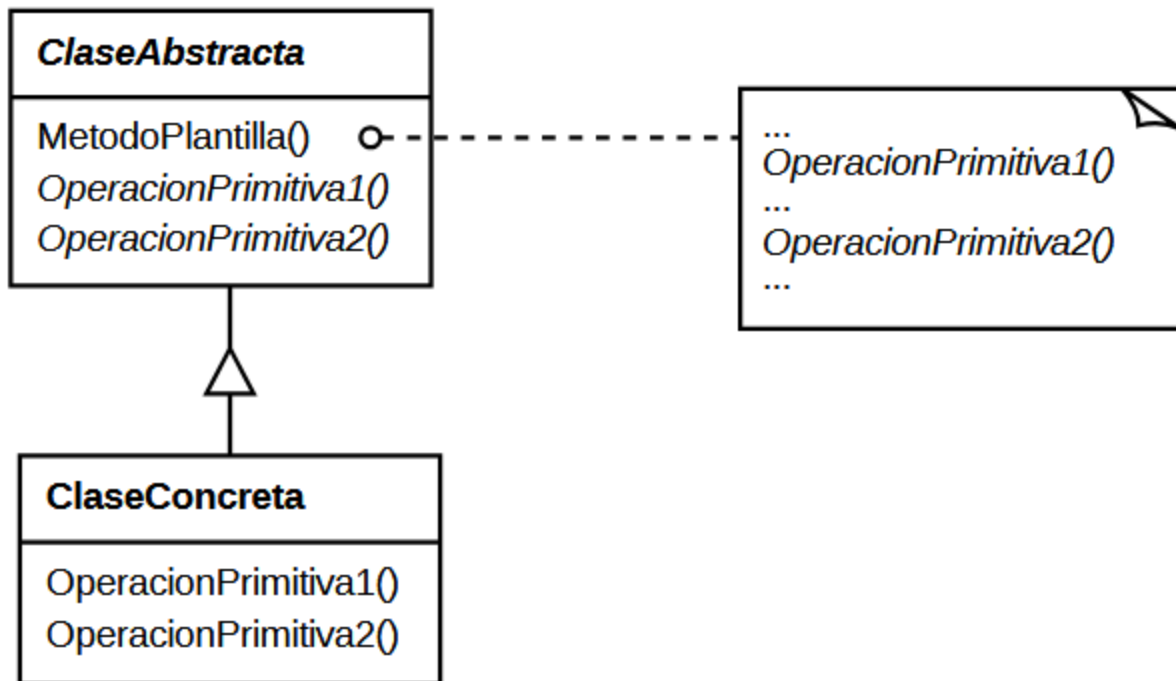 ClaseAbstracta
MetodoPlantilla()
OperacionPrimitiva1()
OperacionPrimitiva2()
...
OperacionPrimitiva1()
...
OperacionPrimitiva2()
...
ClaseConcreta
OperacionPrimitiva1()
OperacionPrimitiva2()